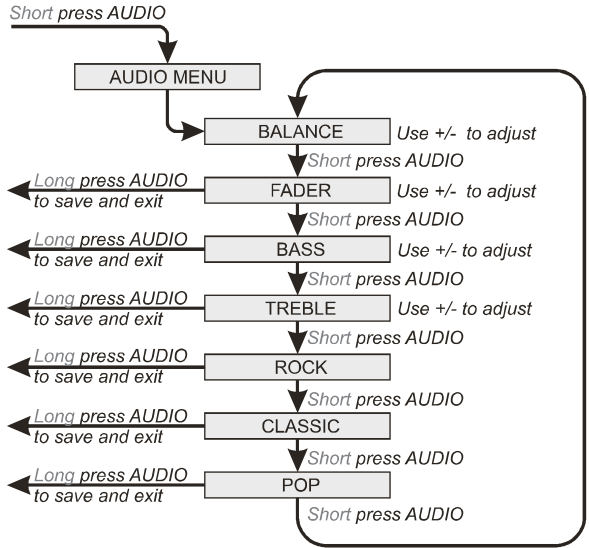 Short press AUDIO
AUDIO MENU
BALANCE
Use +/- to adjust
Short press AUDIO
Long press AUDIO
to save and exit
FADER
Use +/- to adjust
Short press AUDIO
Long press AUDIO
to save and exit
BASS
Use +/- to adjust
Short press AUDIO
Long press AUDIO
to save and exit
TREBLE
Use +/- to adjust
Short press AUDIO
Long press AUDIO
to save and exit
ROCK
Short press AUDIO
Long press AUDIO
to save and exit
CLASSIC
Short press AUDIO
Long press AUDIO
to save and exit
POP
Short press AUDIO